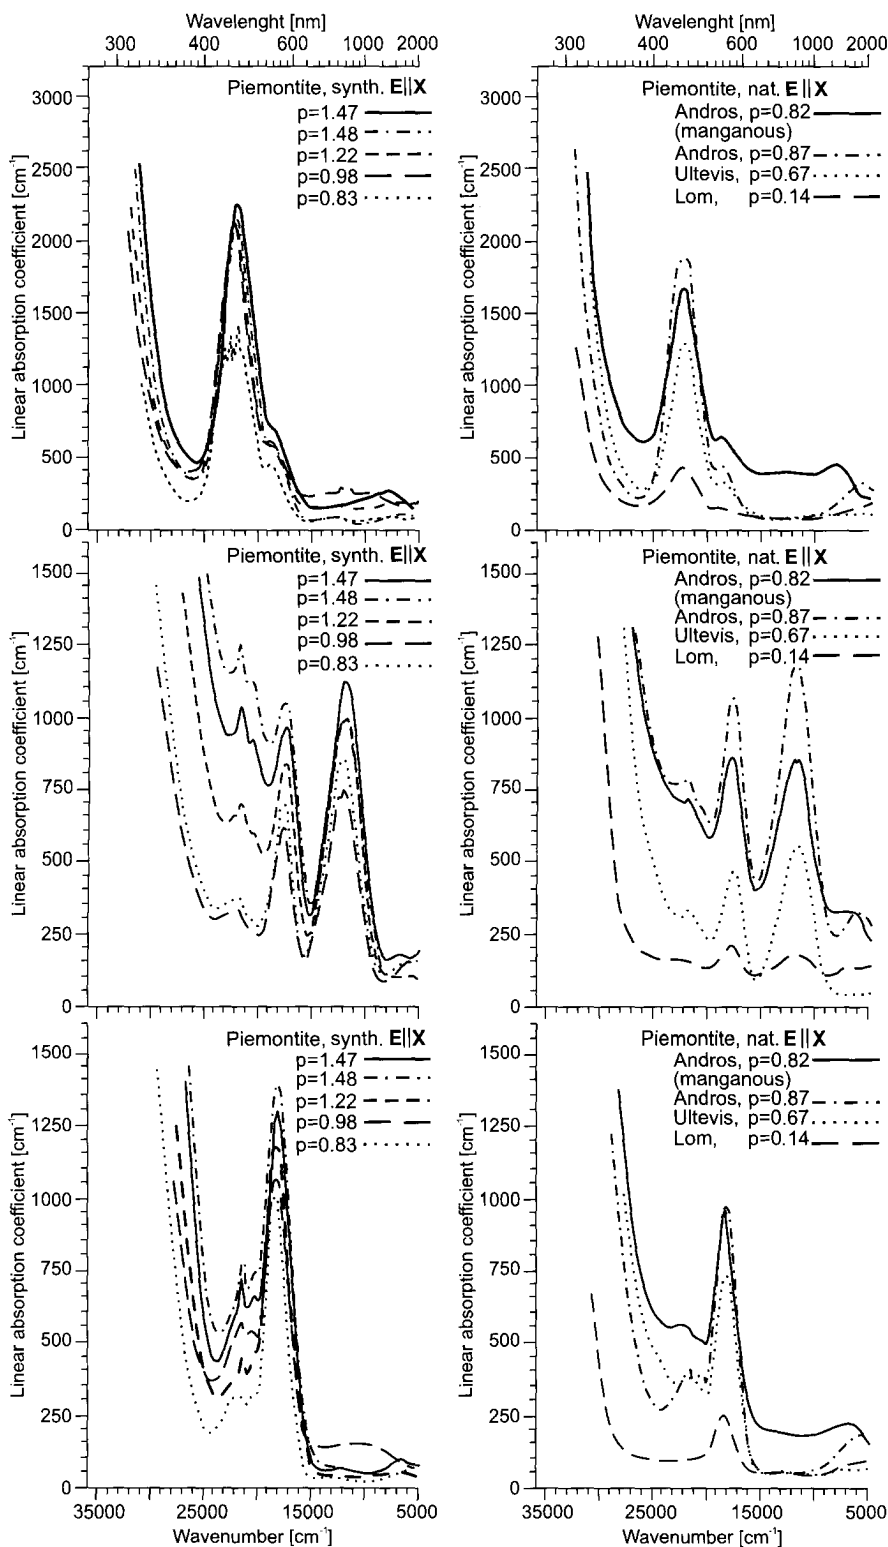 Wavelenght [nm]
300 400 600 1000 2000
Linear absorption coefficient [cm-1]
3000
2500
2000
1500
1000
500
0
Piemontite, synth. E||X
p=1.47
p=1.48
p=1.22
p=0.98
p=0.83
Wavelenght [nm]
300 400 600 1000 2000
Linear absorption coefficient [cm-1]
3000
2500
2000
1500
1000
500
0
Piemontite, nat. E||X
Andros, p=0.82
(manganous)
Andros, p=0.87
Ultevis, p=0.67
Lom, p=0.14
Linear absorption coefficient [cm-1]
1500
1250
1000
750
500
250
0
Piemontite, synth. E||X
p=1.47
p=1.48
p=1.22
p=0.98
p=0.83
Linear absorption coefficient [cm-1]
1500
1250
1000
750
500
250
0
Piemontite, nat. E||X
Andros, p=0.82
(manganous)
Andros, p=0.87
Ultevis, p=0.67
Lom, p=0.14
Linear absorption coefficient [cm-1]
1500
1250
1000
750
500
250
0
Piemontite, synth. E||X
p=1.47
p=1.48
p=1.22
p=0.98
p=0.83
35000 25000 15000 5000
Wavenumber [cm-1]
Linear absorption coefficient [cm-1]
1500
1250
1000
750
500
250
0
Piemontite, nat. E||X
Andros, p=0.82
(manganous)
Andros, p=0.87
Ultevis, p=0.67
Lom, p=0.14
35000 25000 15000 5000
Wavenumber [cm-1]